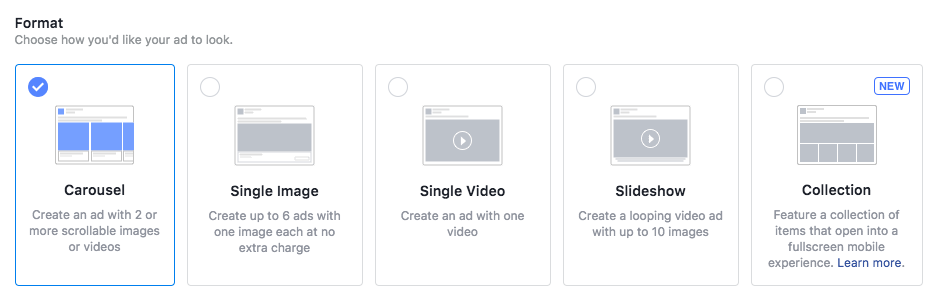 Format
Choose how you'd like your ad to look.
Carousel
Create an ad with 2 or
more scrollable images
or videos
Single Image
Create up to 6 ads with
one image each at no
extra charge
Single Video
Create an ad with one
video
Slideshow
Create a looping video ad
with up to 10 images
NEW
Collection
Feature a collection of
items that open into a
fullscreen mobile
experience. Learn more.